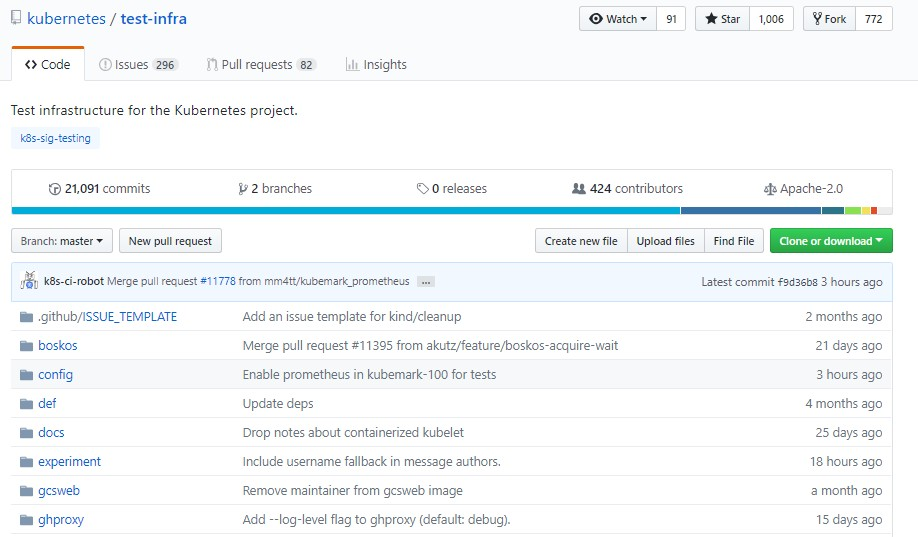 kubernetes / test-infra Watch 91 Star 1,006 Fork 772
Code Issues 296 Pull requests 82 Insights
Test infrastructure for the Kubernetes project.
k8s-sig-testing
21,091 commits 2 branches 0 releases 424 contributors Apache-2.0
Branch: master New pull request Create new file Upload files Find File Clone or download
k8s-ci-robot Merge pull request #11778 from mm4tt/kubemark_prometheus ... Latest commit f9d36b8 3 hours ago
.github/ISSUE_TEMPLATE Add an issue template for kind/cleanup 2 months ago
boskos Merge pull request #11395 from akutz/feature/boskos-acquire-wait 21 days ago
config Enable prometheus in kubemark-100 for tests 3 hours ago
def Update deps 4 months ago
docs Drop notes about containerized kubelet 25 days ago
experiment Include username fallback in message authors. 18 hours ago
gcsweb Remove maintainer from gcsweb image a month ago
ghproxy Add --log-level flag to ghproxy (default: debug). 15 days ago